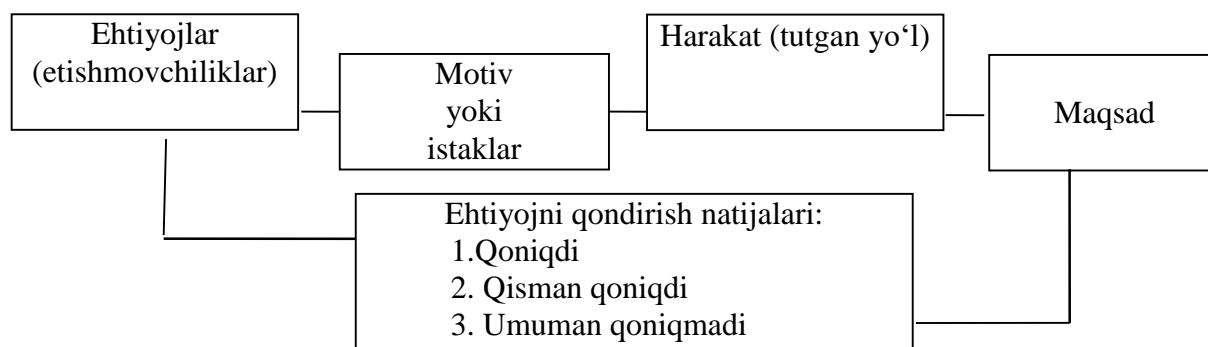 Ehtiyojlar
(etishmovchiliklar)
Motiv
yoki
istaklar
Harakat (tutgan yo‘l)
Maqsad
Ehtiyojni qondirish natijalari:
1.Qoniqdi
2. Qisman qoniqdi
3. Umuman qoniqmadi